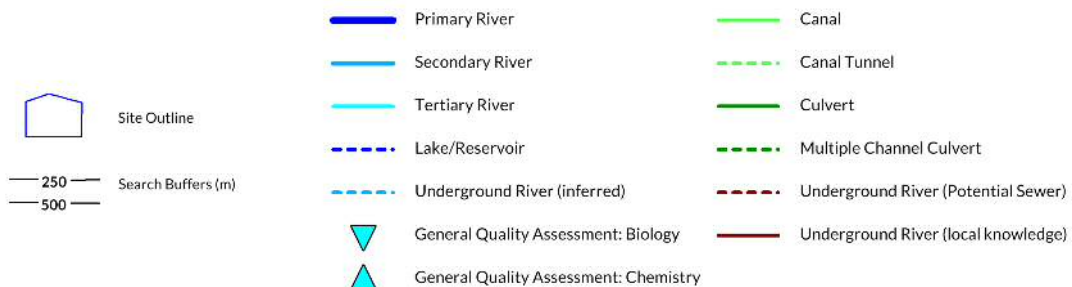 Site Outline
250
Search Buffers (m)
500
Primary River
Secondary River
Tertiary River
Lake/Reservoir
Underground River (inferred)
General Quality Assessment: Biology
General Quality Assessment: Chemistry
Canal
Canal Tunnel
Culvert
Multiple Channel Culvert
Underground River (Potential Sewer)
Underground River (local knowledge)